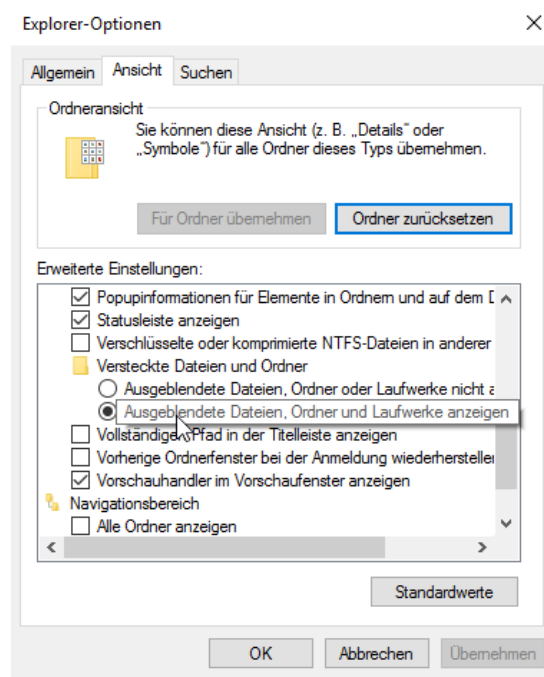 Explorer-Optionen
Allgemein Ansicht Suchen
Ordneransicht
Sie können diese Ansicht (z. B. „Details“ oder
„Symbole“) für alle Ordner dieses Typs übernehmen.
Für Ordner übernehmen Ordner zurücksetzen
Erweiterte Einstellungen:
Popupinformationen für Elemente in Ordnern und auf dem
Statusleiste anzeigen
Verschlüsselte oder komprimierte NTFS-Dateien in anderer
Versteckte Dateien und Ordner
Ausgeblendete Dateien, Ordner oder Laufwerke nicht
Ausgeblendete Dateien, Ordner und Laufwerke anzeigen
Vollständigen Pfad in der Titelleiste anzeigen
Vorherige Ordnerfenster bei der Anmeldung wiederherstellen
Vorschauhandler im Vorschaufenster anzeigen
Navigationsbereich
Alle Ordner anzeigen
Standardwerte
OK Abbrechen Übernehmen